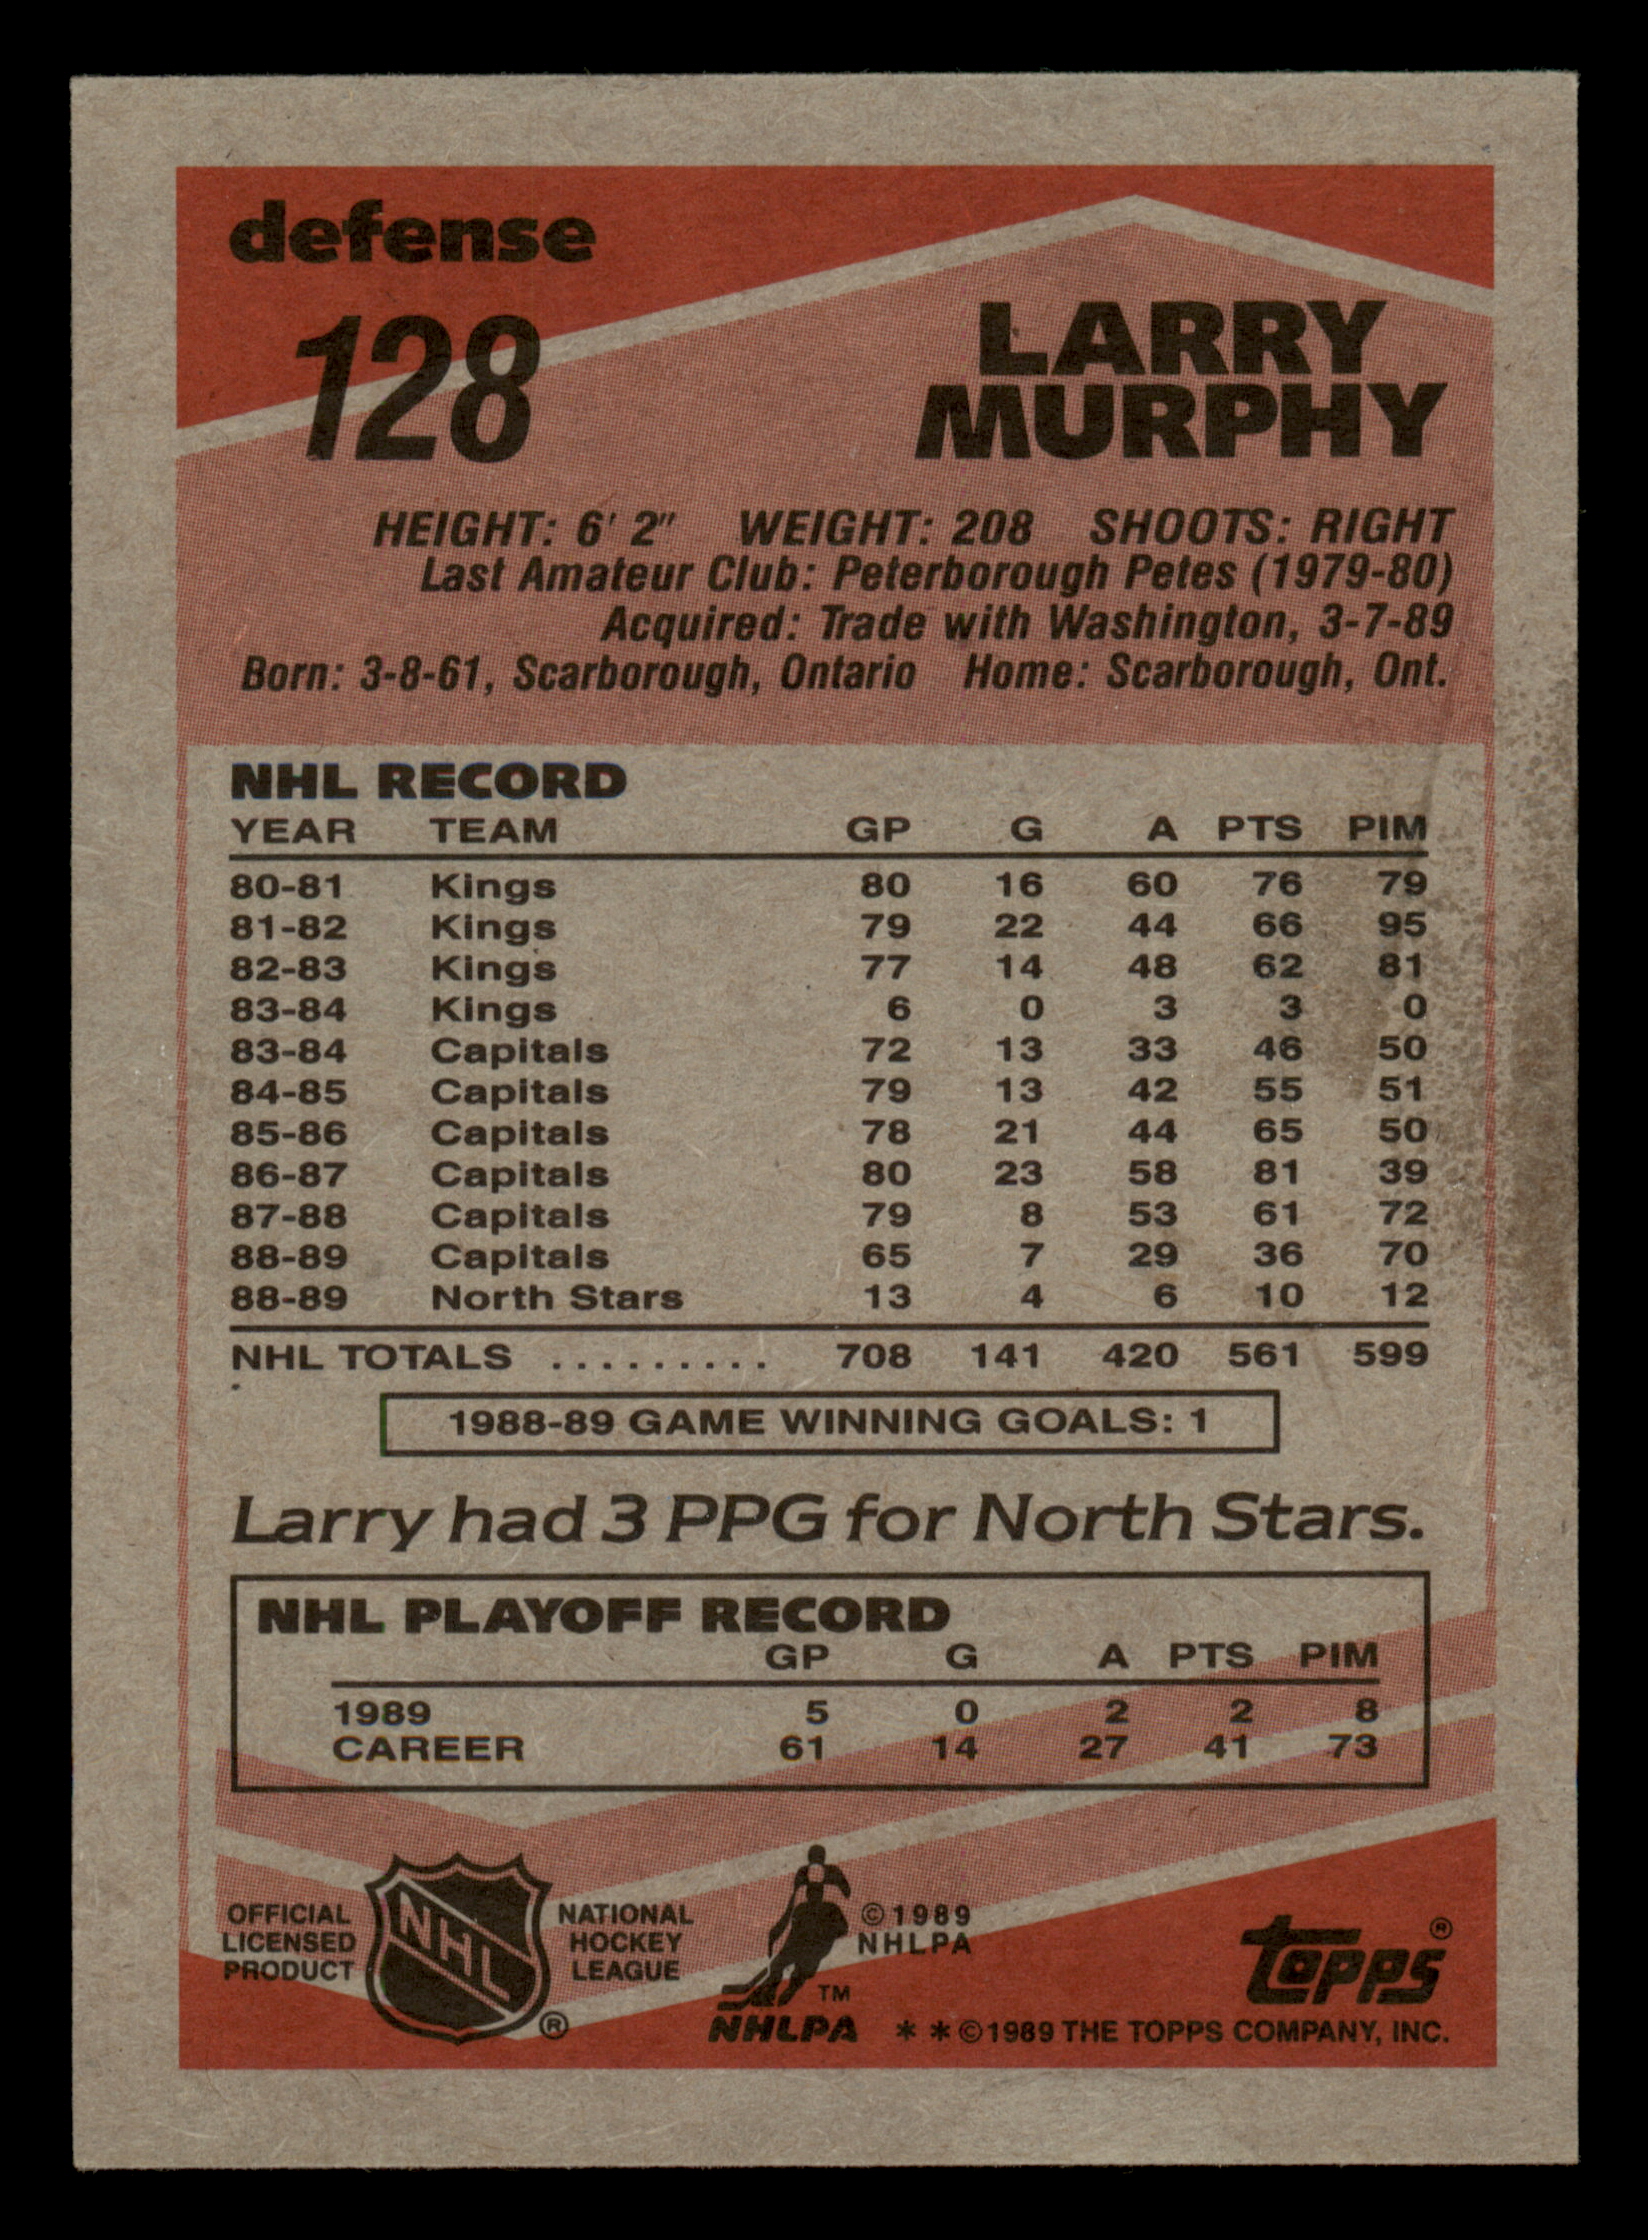 defense
128
LARRY
MURPHY
HEIGHT: 6' 2" WEIGHT: 208 SHOOTS: RIGHT
Last Amateur Club: Peterborough Petes (1979-80)
Acquired: Trade with Washington, 3-7-89
Born: 3-8-61, Scarborough, Ontario Home: Scarborough, Ont.
NHL RECORD
YEAR TEAM GP G A PTS PIM
80-81 Kings 80 16 60 76 79
81-82 Kings 79 22 44 66 95
82-83 Kings 77 14 48 62 81
83-84 Kings 6 0 3 3 0
83-84 Capitals 72 13 33 46 50
84-85 Capitals 79 13 42 55 51
85-86 Capitals 78 21 44 65 50
86-87 Capitals 80 23 58 81 39
87-88 Capitals 79 8 53 61 72
88-89 Capitals 65 7 29 36 70
88-89 North Stars 13 4 6 10 12
NHL TOTALS ......... 708 141 420 561 599
1988-89 GAME WINNING GOALS: 1
Larry had 3 PPG for North Stars.
NHL PLAYOFF RECORD
GP G A PTS PIM
1989 5 0 2 2 8
CAREER 61 14 27 41 73
OFFICIAL
LICENSED
PRODUCT
NHL
®
NATIONAL
HOCKEY
LEAGUE
©1989
NHLPA
TM
NHLPA
topps®
**©1989 THE TOPPS COMPANY, INC.